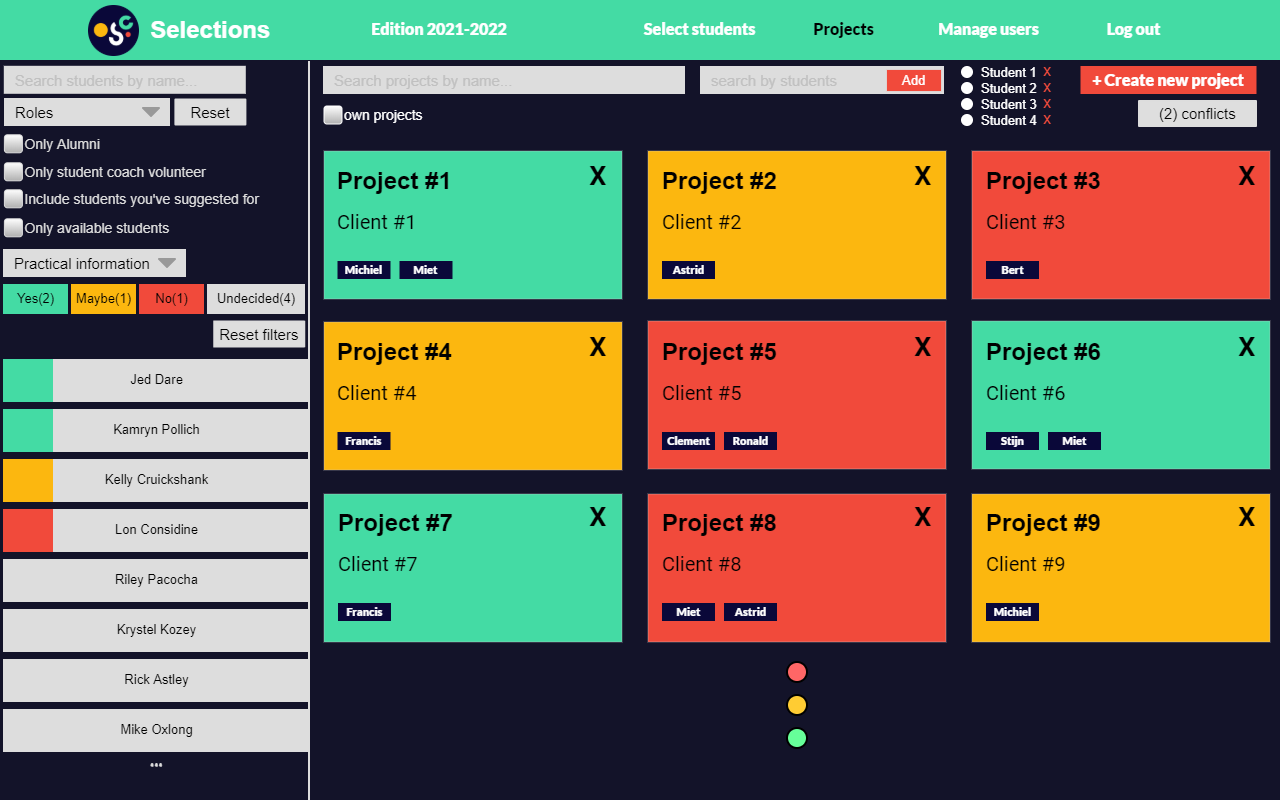 OSC Selections
Edition 2021-2022
Select students
Projects
Manage users
Log out
Search students by name...
Roles
Reset
Only Alumni
Only student coach volunteer
Include students you've suggested for
Only available students
Practical information
Yes(2)
Maybe(1)
No(1)
Undecided(4)
Reset filters
Jed Dare
Kamryn Pollich
Kelly Cruickshank
Lon Considine
Riley Pacocha
Krystel Kozey
Rick Astley
Mike Oxlong
...
Search projects by name...
search by students
Add
Student 1 X
Student 2 X
Student 3 X
Student 4 X
+ Create new project
own projects
(2) conflicts
Project #1 X
Client #1
Michiel Miet
Project #2 X
Client #2
Astrid
Project #3 X
Client #3
Bert
Project #4 X
Client #4
Francis
Project #5 X
Client #5
Clement Ronald
Project #6 X
Client #6
Stijn Miet
Project #7 X
Client #7
Francis
Project #8 X
Client #8
Miet Astrid
Project #9 X
Client #9
Michiel